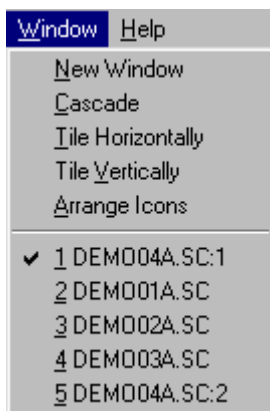 Window Help
New Window
Cascade
Tile Horizontally
Tile Vertically
Arrange Icons
✔ 1 DEMO04A.SC:1
2 DEMO01A.SC
3 DEMO02A.SC
4 DEMO03A.SC
5 DEMO04A.SC:2